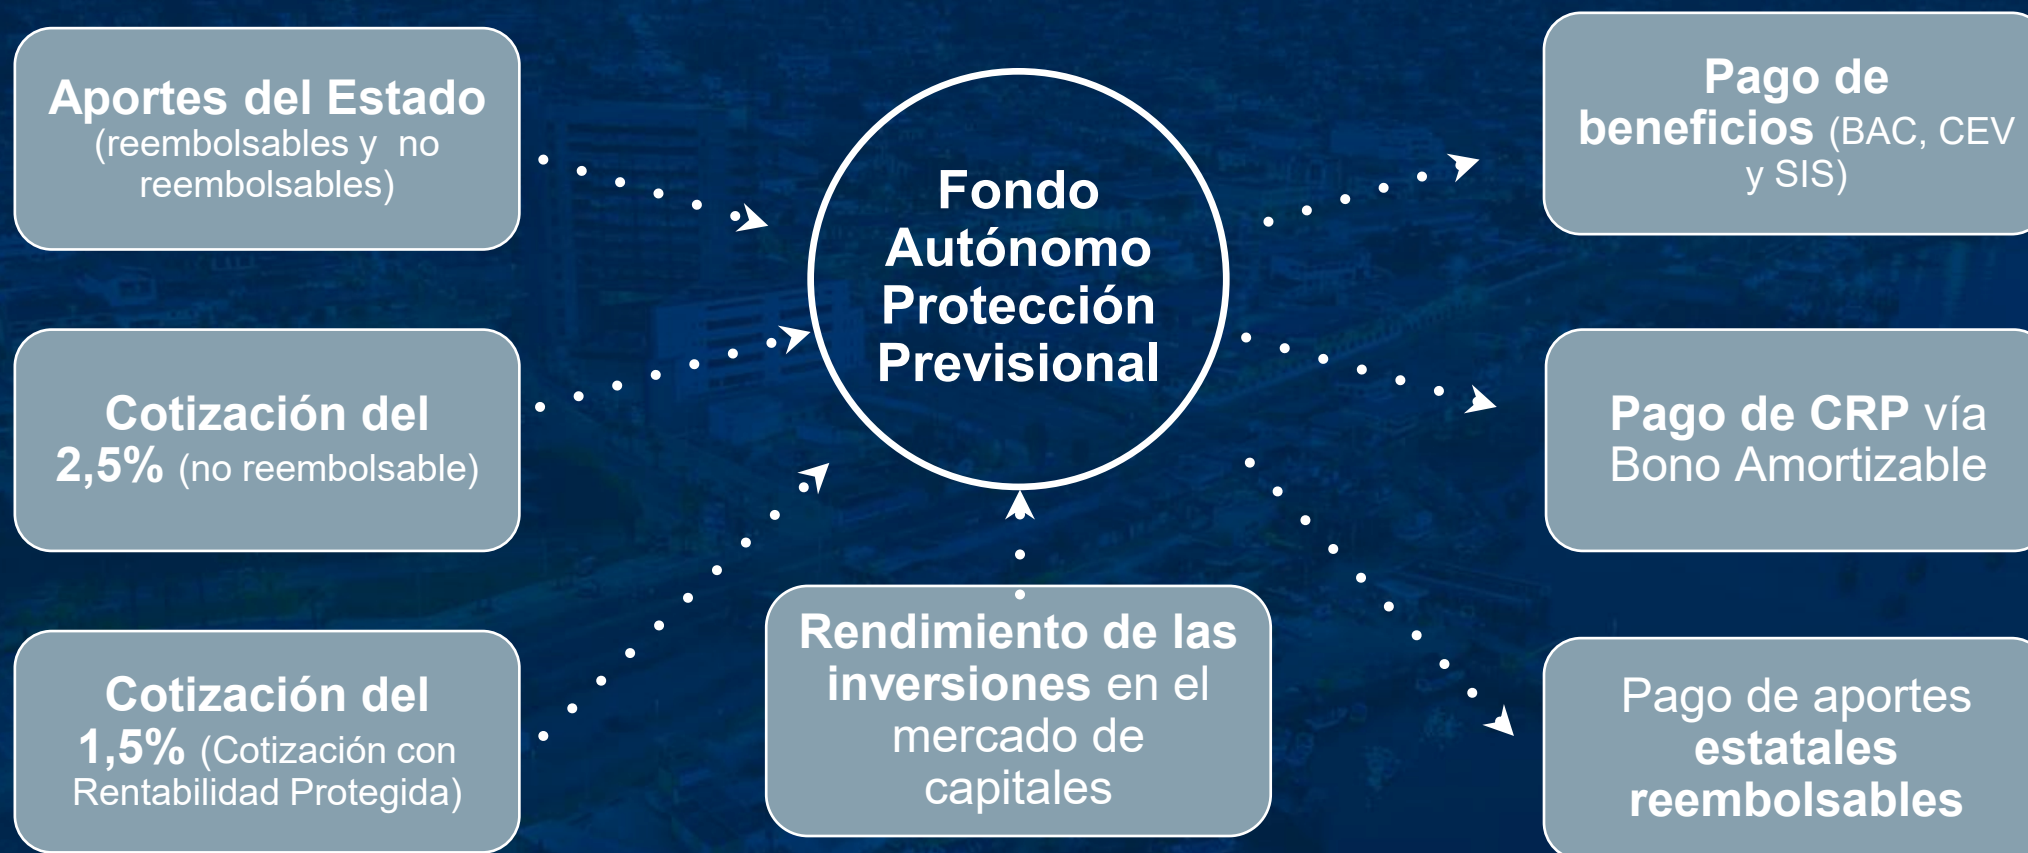 Aportes del Estado
(reembolsables y  no
reembolsables)
Cotización del
2,5% (no reembolsable)
Cotización del
1,5% (Cotización con
Rentabilidad Protegida)
Fondo
Autónomo
Protección
Previsional
Rendimiento de las
inversiones en el
mercado de
capitales
Pago de
beneficios (BAC, CEV
y SIS)
Pago de CRP vía
Bono Amortizable
Pago de aportes
estatales
reembolsables